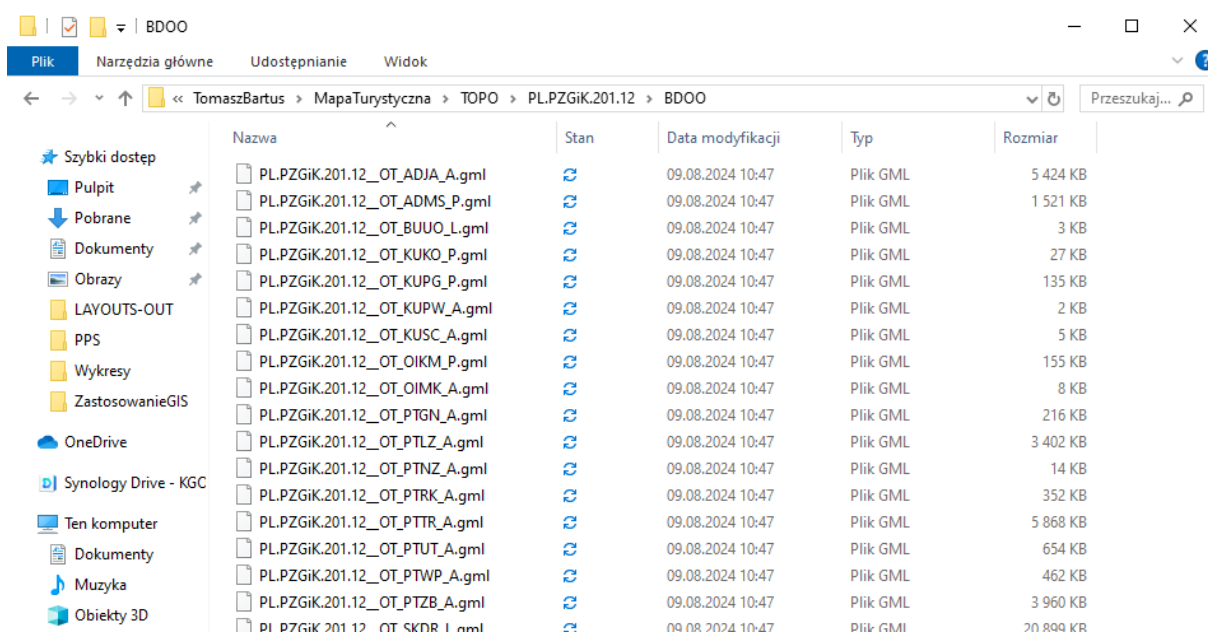 BDOO
Plik Narzędzia główne Udostępnianie Widok
« TomaszBartus › MapaTurystyczna › TOPO › PL.PZGiK.201.12 › BDOO
Przeszukaj...
Szybki dostęp
Pulpit
Pobrane
Dokumenty
Obrazy
LAYOUTS-OUT
PPS
Wykresy
ZastosowanieGIS
OneDrive
Synology Drive - KGC
Ten komputer
Dokumenty
Muzyka
Obiekty 3D
Nazwa Stan Data modyfikacji Typ Rozmiar
PL.PZGiK.201.12__OT_ADJA_A.gml 09.08.2024 10:47 Plik GML 5 424 KB
PL.PZGiK.201.12__OT_ADMS_P.gml 09.08.2024 10:47 Plik GML 1 521 KB
PL.PZGiK.201.12__OT_BUUO_L.gml 09.08.2024 10:47 Plik GML 3 KB
PL.PZGiK.201.12__OT_KUKO_P.gml 09.08.2024 10:47 Plik GML 27 KB
PL.PZGiK.201.12__OT_KUPG_P.gml 09.08.2024 10:47 Plik GML 135 KB
PL.PZGiK.201.12__OT_KUPW_A.gml 09.08.2024 10:47 Plik GML 2 KB
PL.PZGiK.201.12__OT_KUSC_A.gml 09.08.2024 10:47 Plik GML 5 KB
PL.PZGiK.201.12__OT_OIKM_P.gml 09.08.2024 10:47 Plik GML 155 KB
PL.PZGiK.201.12__OT_OIMK_A.gml 09.08.2024 10:47 Plik GML 8 KB
PL.PZGiK.201.12__OT_PTGN_A.gml 09.08.2024 10:47 Plik GML 216 KB
PL.PZGiK.201.12__OT_PTLZ_A.gml 09.08.2024 10:47 Plik GML 3 402 KB
PL.PZGiK.201.12__OT_PTNZ_A.gml 09.08.2024 10:47 Plik GML 14 KB
PL.PZGiK.201.12__OT_PTRK_A.gml 09.08.2024 10:47 Plik GML 352 KB
PL.PZGiK.201.12__OT_PTTR_A.gml 09.08.2024 10:47 Plik GML 5 868 KB
PL.PZGiK.201.12__OT_PTUT_A.gml 09.08.2024 10:47 Plik GML 654 KB
PL.PZGiK.201.12__OT_PTWP_A.gml 09.08.2024 10:47 Plik GML 462 KB
PL.PZGiK.201.12__OT_PTZB_A.gml 09.08.2024 10:47 Plik GML 3 960 KB
PL.PZGiK.201.12__OT_SKDR_L.gml 09.08.2024 10:47 Plik GML 20 899 KB